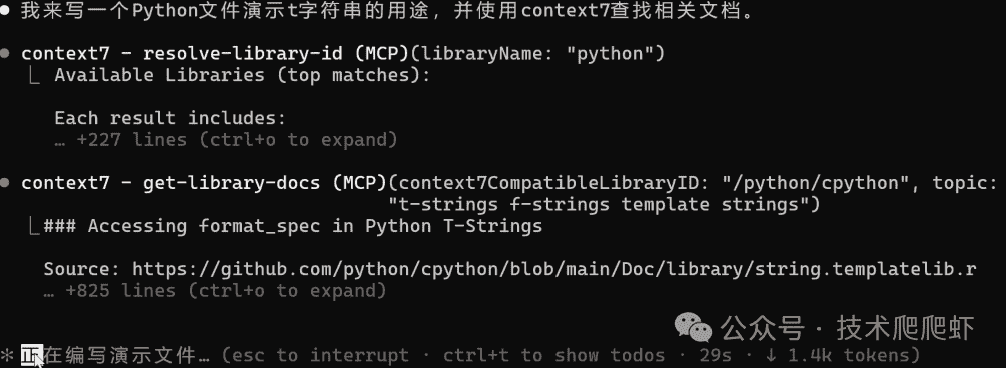 ● 我来写一个Python文件演示t字符串的用途，并使用context7查找相关文档。
● context7 - resolve-library-id (MCP)(libraryName: "python")
⎿ Available Libraries (top matches):
Each result includes:
… +227 lines (ctrl+o to expand)
● context7 - get-library-docs (MCP)(context7CompatibleLibraryID: "/python/cpython", topic:
"t-strings f-strings template strings")
⎿ ### Accessing format_spec in Python T-Strings
Source: https://github.com/python/cpython/blob/main/Doc/library/string.templatelib.r
… +825 lines (ctrl+o to expand)
公众号 · 技术爬爬虾
* 正在编写演示文件… (esc to interrupt · ctrl+t to show todos · 29s · ↓ 1.4k tokens)